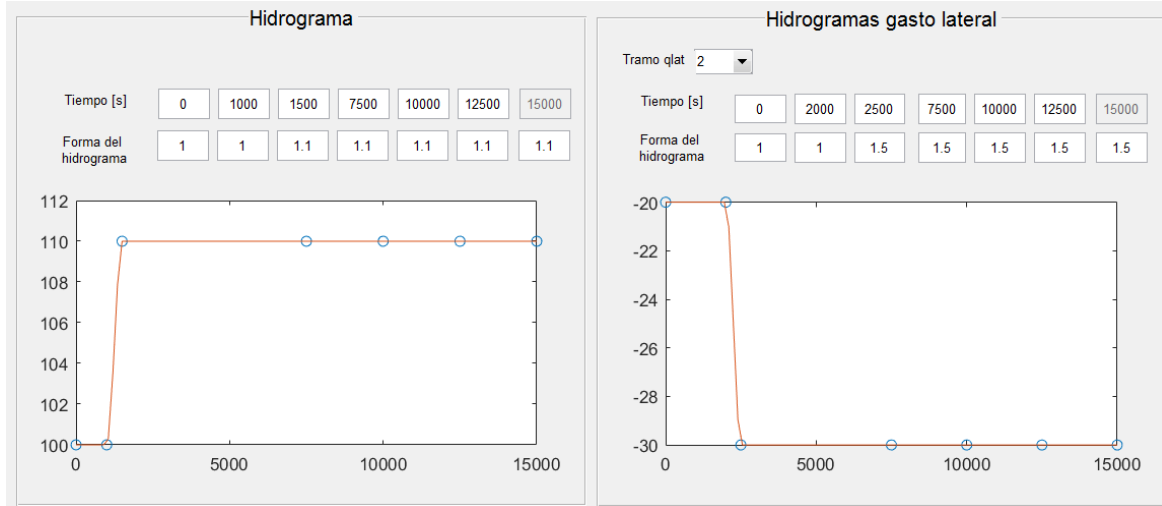 Hidrograma
Tiempo [s] 0 1000 1500 7500 10000 12500 15000
Forma del
hidrograma 1 1 1.1 1.1 1.1 1.1 1.1
112
110
108
106
104
102
100
0 5000 10000 15000
Hidrogramas gasto lateral
Tramo qlat 2
Tiempo [s] 0 2000 2500 7500 10000 12500 15000
Forma del
hidrograma 1 1 1.5 1.5 1.5 1.5 1.5
-20
-22
-24
-26
-28
-30
0 5000 10000 15000